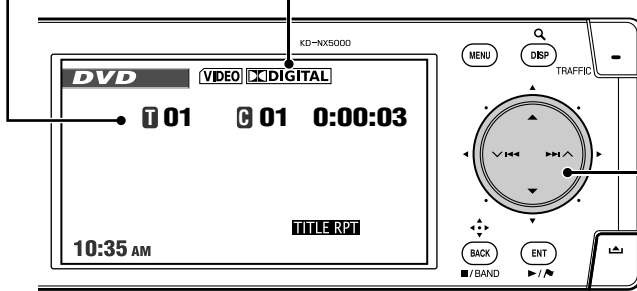 KD-NX5000
MENU
DISP
TRAFFIC
DVD VIDEO DIGITAL
T 01 C 01 0:00:03
TITLE RPT
10:35 AM
BACK
ENT
/BAND